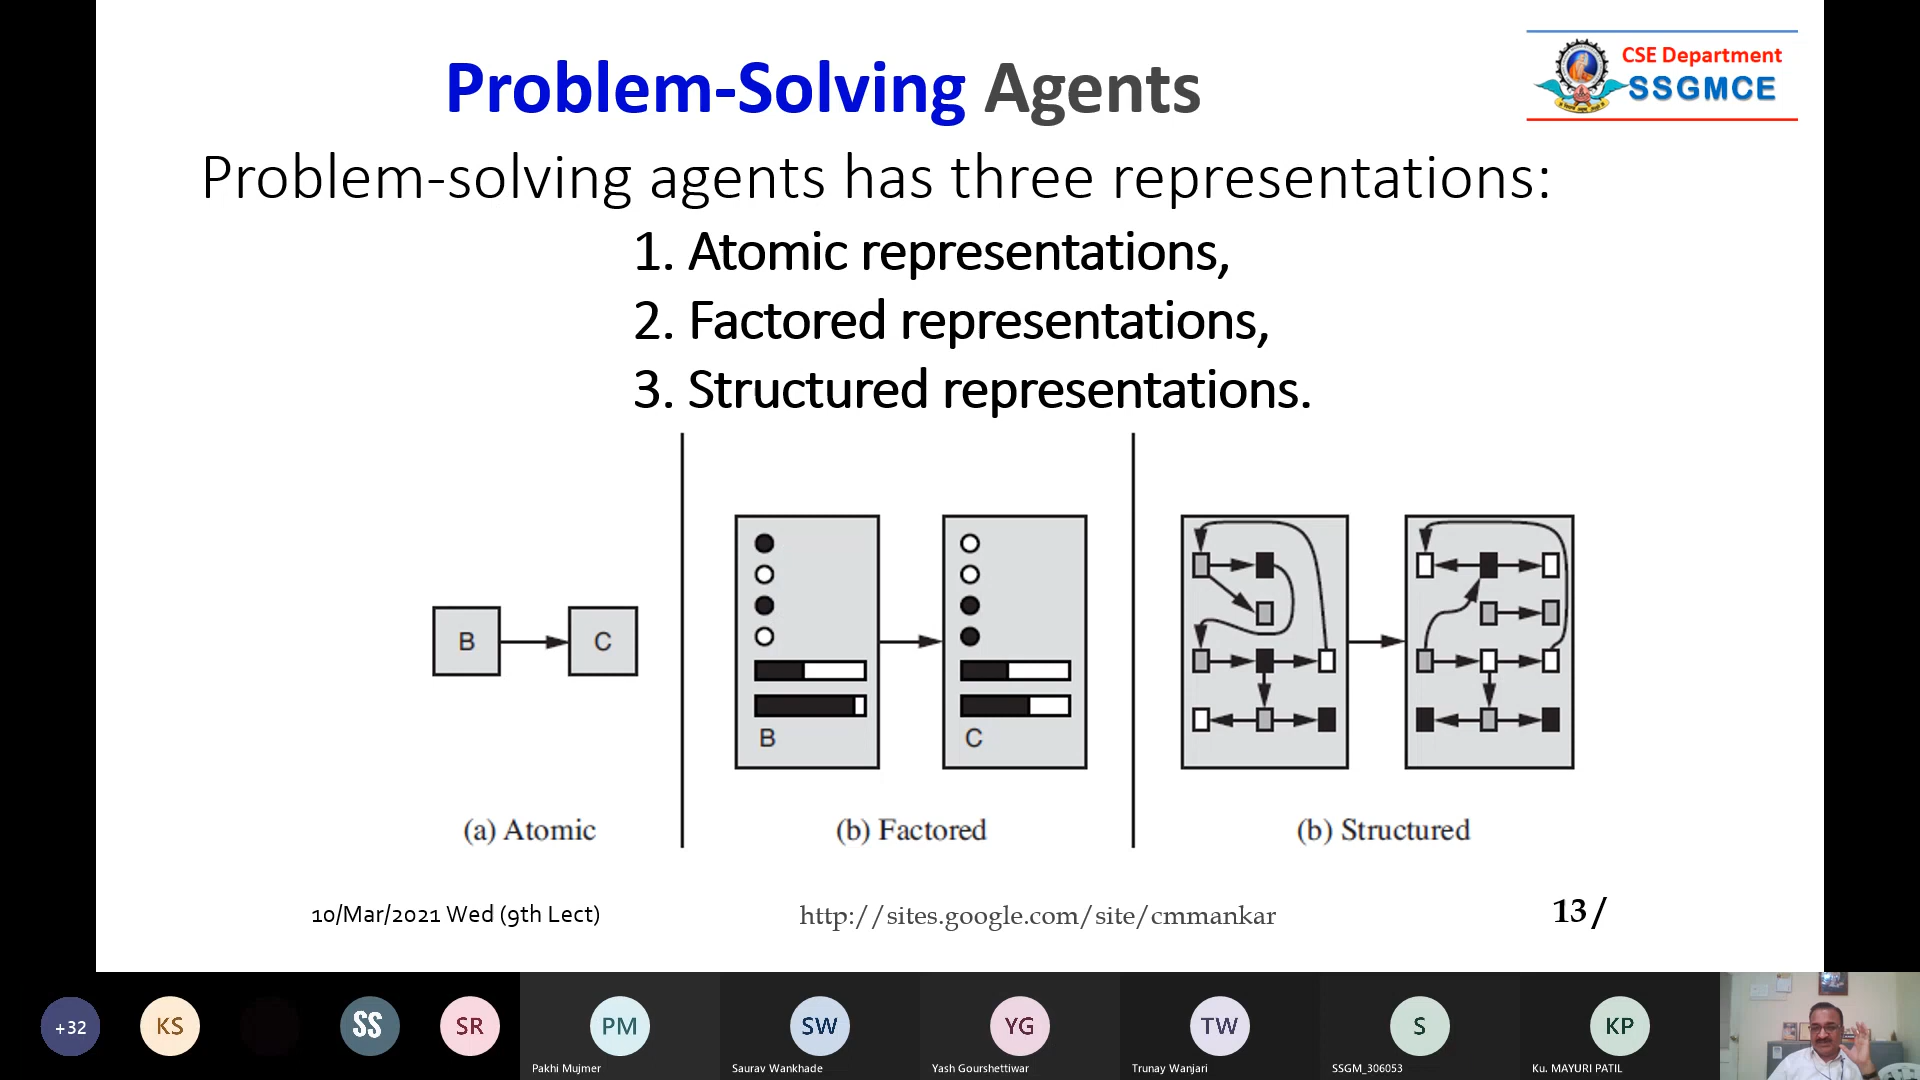 Problem-Solving Agents
CSE Department
SSGMCE
Problem-solving agents has three representations:
1. Atomic representations,
2. Factored representations,
3. Structured representations.
B
C
B
C
(a) Atomic
(b) Factored
(b) Structured
10/Mar/2021 Wed (9th Lect)
http://sites.google.com/site/cmmankar
13/
+32
KS
SS
SR
PM
SW
YG
TW
S
KP
Pakhi Mujmer
Saurav Wankhade
Yash Gourshettiwar
Trunay Wanjari
SSGM_306053
Ku. MAYURI PATIL